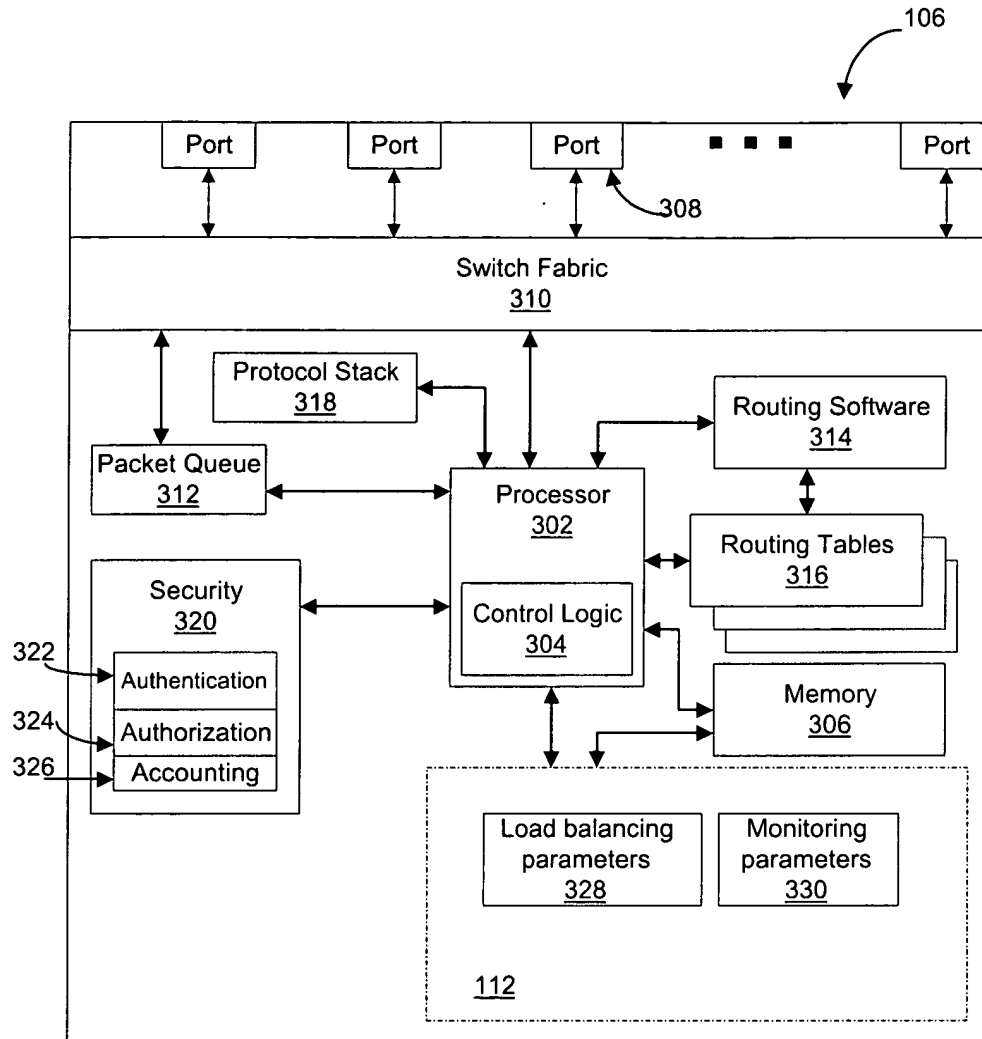 106
Port Port Port Port
308
Switch Fabric
310
Protocol Stack
318
Routing Software
314
Packet Queue
312
Processor
302
Routing Tables
316
Security
320
Control Logic
304
322
Authentication
Memory
306
324
Authorization
326
Accounting
Load balancing
parameters
328
Monitoring
parameters
330
112